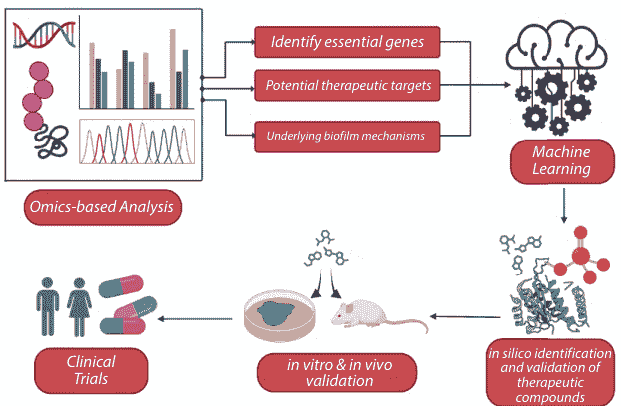 Identify essential genes
Potential therapeutic targets
Underlying biofilm mechanisms
Machine
Learning
Omics-based Analysis
in silico identification
and validation of
therapeutic
compounds
in vitro & in vivo
validation
Clinical
Trials